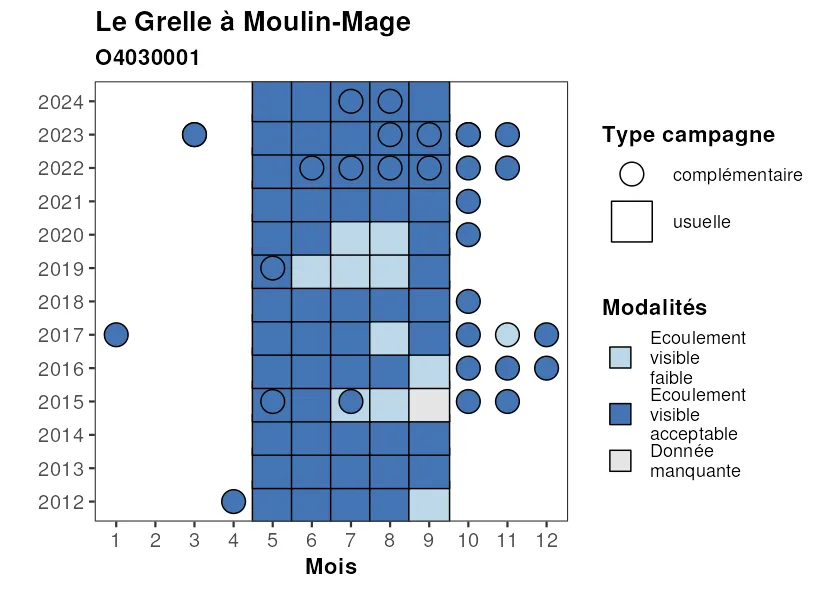 Le Grelle à Moulin-Mage
O4030001
2024
2023
2022
2021
2020
2019
2018
2017
2016
2015
2014
2013
2012
1 2 3 4 5 6 7 8 9 10 11 12
Mois
Type campagne
complémentaire
usuelle
Modalités
Ecoulement
visible
faible
Ecoulement
visible
acceptable
Donnée
manquante